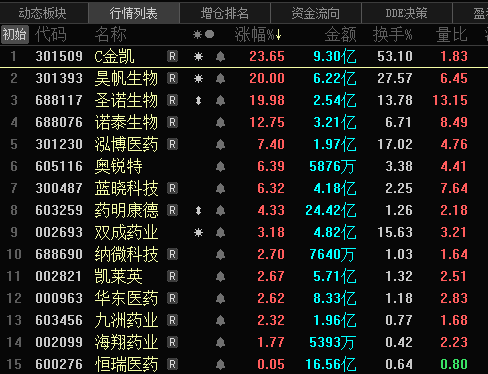 动态板块 行情列表 增仓排名 资金流向 DDE决策 盈利
初始 代码 名称 涨幅%↓ 金额 换手% 量比
1 301509 C金凯 R 23.65 9.30亿 53.10 1.83
2 301393 昊帆生物 R 20.00 6.22亿 27.57 6.45
3 688117 圣诺生物 R 19.98 2.54亿 13.78 13.15
4 688076 诺泰生物 R 12.75 3.21亿 6.71 8.49
5 301230 泓博医药 R 7.40 1.97亿 17.02 4.76
6 605116 奥锐特 6.39 5876万 3.38 4.41
7 300487 蓝晓科技 R 6.32 4.18亿 2.25 7.64
8 603259 药明康德 R 4.33 24.42亿 1.26 2.18
9 002693 双成药业 3.18 4.82亿 15.63 3.21
10 688690 纳微科技 R 2.70 7640万 1.03 1.64
11 002821 凯莱英 R 2.67 5.71亿 1.32 2.51
12 000963 华东医药 R 2.62 8.33亿 1.18 2.83
13 603456 九洲药业 R 2.32 1.96亿 0.77 1.68
14 002099 海翔药业 R 1.77 5393万 0.42 2.23
15 600276 恒瑞医药 R 0.05 16.56亿 0.64 0.80